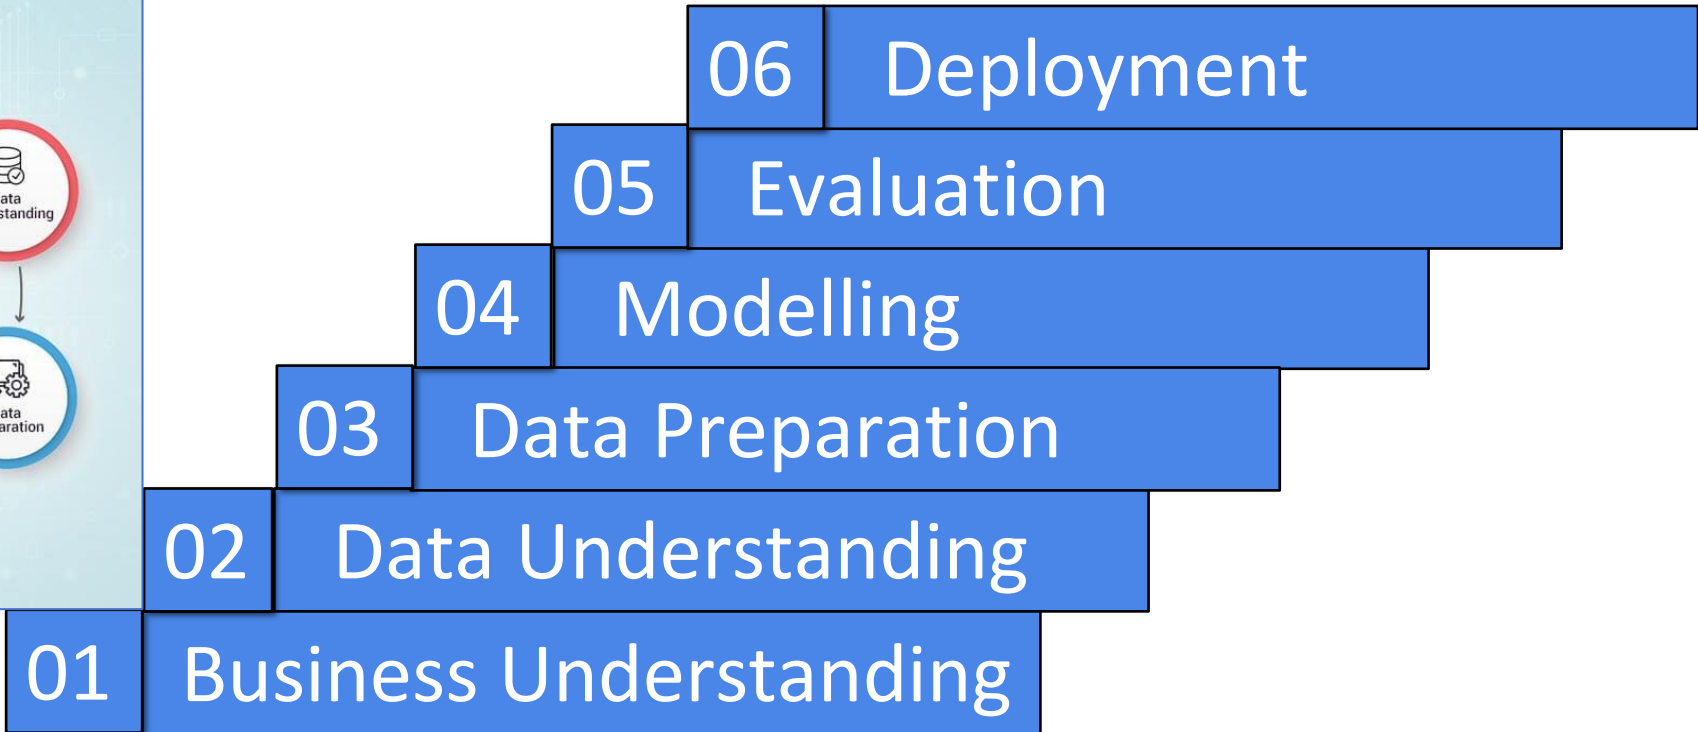 06 Deployment
05 Evaluation
04 Modelling
03 Data Preparation
02 Data Understanding
01 Business Understanding